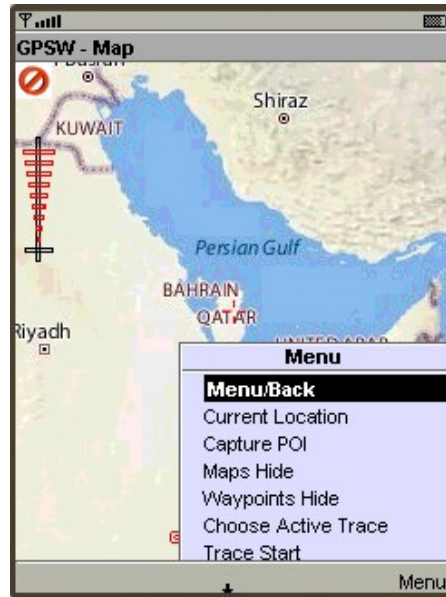 GPSW - Map
Shiraz
KUWAIT
Persian Gulf
BAHRAIN
QATAR
Riyadh
Menu
Menu/Back
Current Location
Capture POI
Maps Hide
Waypoints Hide
Choose Active Trace
Trace Start
Menu